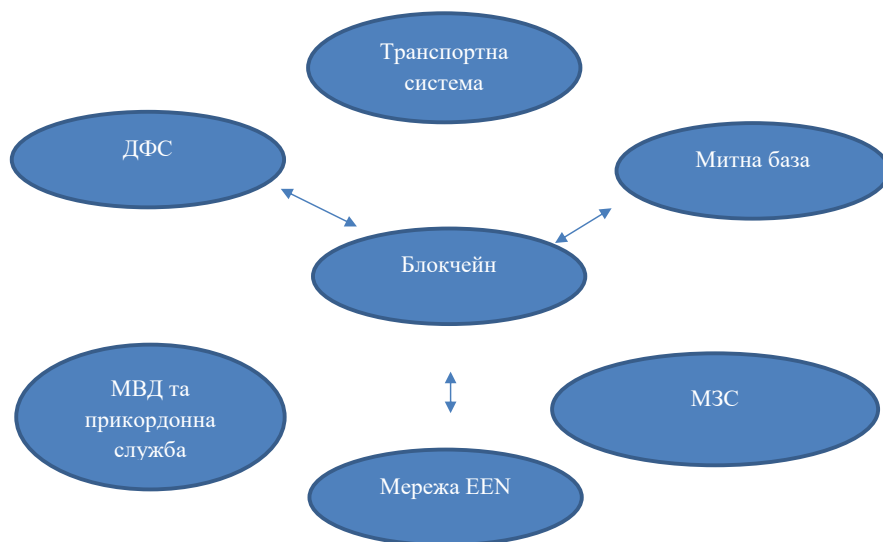 Транспортна
система
ДФС
Митна база
Блокчейн
МВД та
прикордонна
служба
МЗС
Мережа EEN